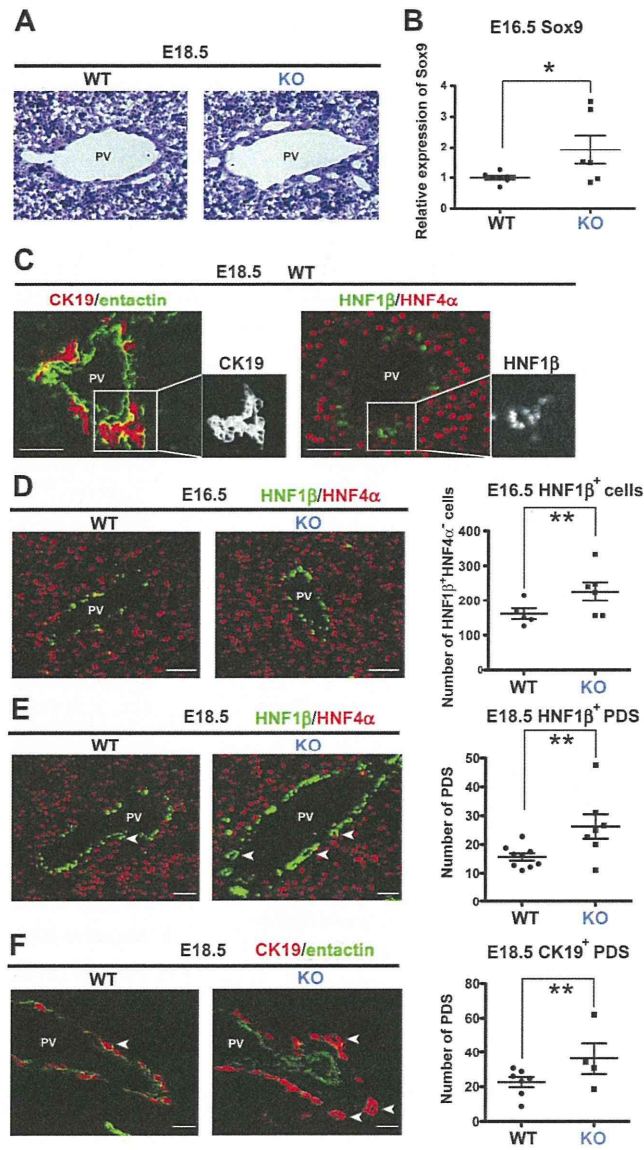 A
E18.5
WT KO
PV PV
B
E16.5 Sox9
Relative expression of Sox9
4
3
2
1
0
*
WT KO
C
E18.5 WT
CK19/entactin HNF1β/HNF4α
PV CK19 PV HNF1β
D
E16.5 HNF1β/HNF4α
WT KO
PV PV
E16.5 HNF1β⁺ cells
Number of HNF1β⁺HNF4α⁻ cells
400
300
200
100
0
**
WT KO
E
E18.5 HNF1β/HNF4α
WT KO
PV PV
E18.5 HNF1β⁺ PDS
Number of PDS
50
40
30
20
10
0
**
WT KO
F
E18.5 CK19/entactin
WT KO
PV PV
E18.5 CK19⁺ PDS
Number of PDS
80
60
40
20
0
**
WT KO